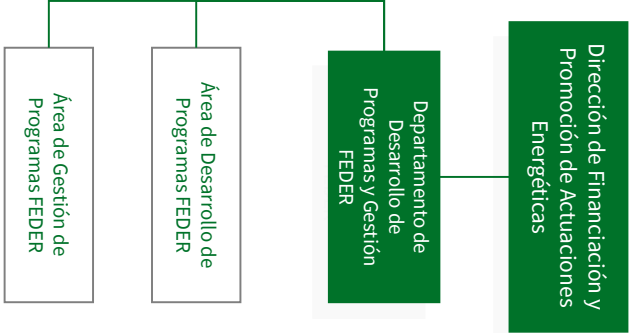 Dirección de Financiación y
Promoción de Actuaciones
Energéticas
Departamento de
Desarrollo de
Programas y Gestión
FEDER
Área de Desarrollo de
Programas FEDER
Área de Gestión de
Programas FEDER